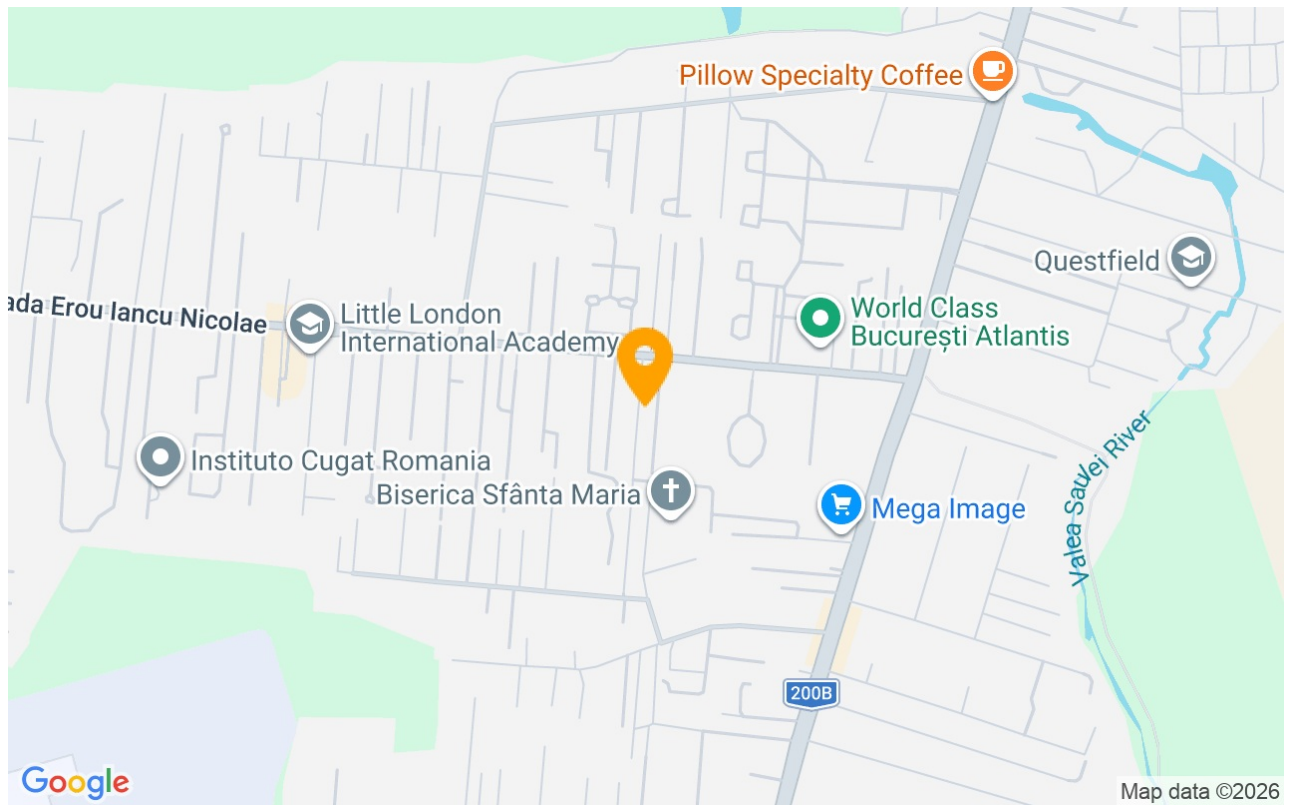 Pillow Specialty Coffee
Questfield
ada Erou Iancu Nicolae
Little London
International Academy
World Class
București Atlantis
Instituto Cugat Romania
Biserica Sfânta Maria
Mega Image
Valea Saulei River
200B
Google
Map data ©2026